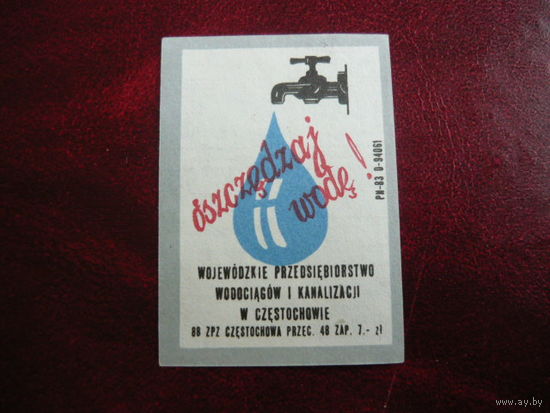 oszczędzaj
wodę!
PN-83 O-94061
WOJEWÓDZKIE PRZEDSIĘBIORSTWO
WODOCIĄGÓW I KANALIZACJI
W CZĘSTOCHOWIE
88 ZPZ CZĘSTOCHOWA PRZEC. 48 ZAP. 7.- zł
www.ay.by